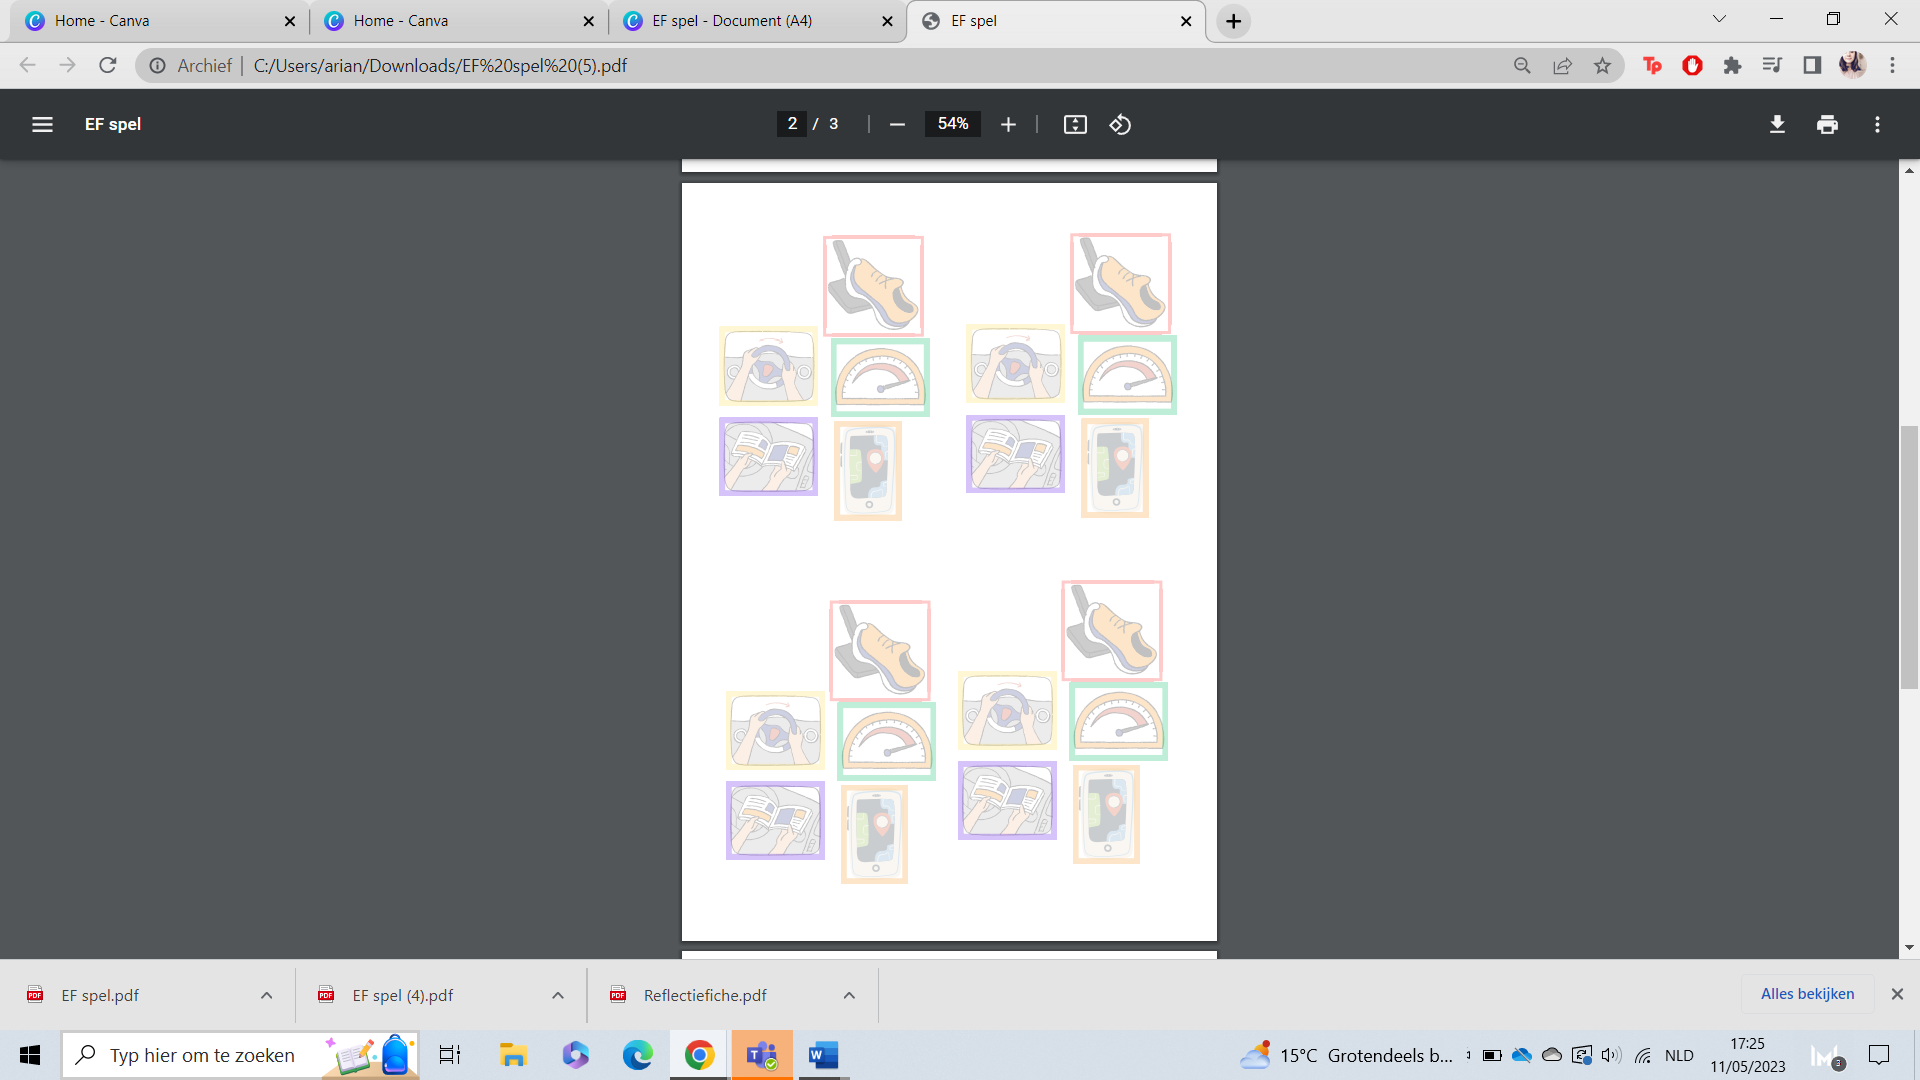 Home - Canva
Home - Canva
EF spel - Document (A4)
EF spel
Archief | C:/Users/arian/Downloads/EF%20spel%20(5).pdf
EF spel
2 / 3
54%
EF spel.pdf
EF spel (4).pdf
Reflectiefiche.pdf
Alles bekijken
Typ hier om te zoeken
15°C Grotendeels b...
NLD
17:25
11/05/2023
3